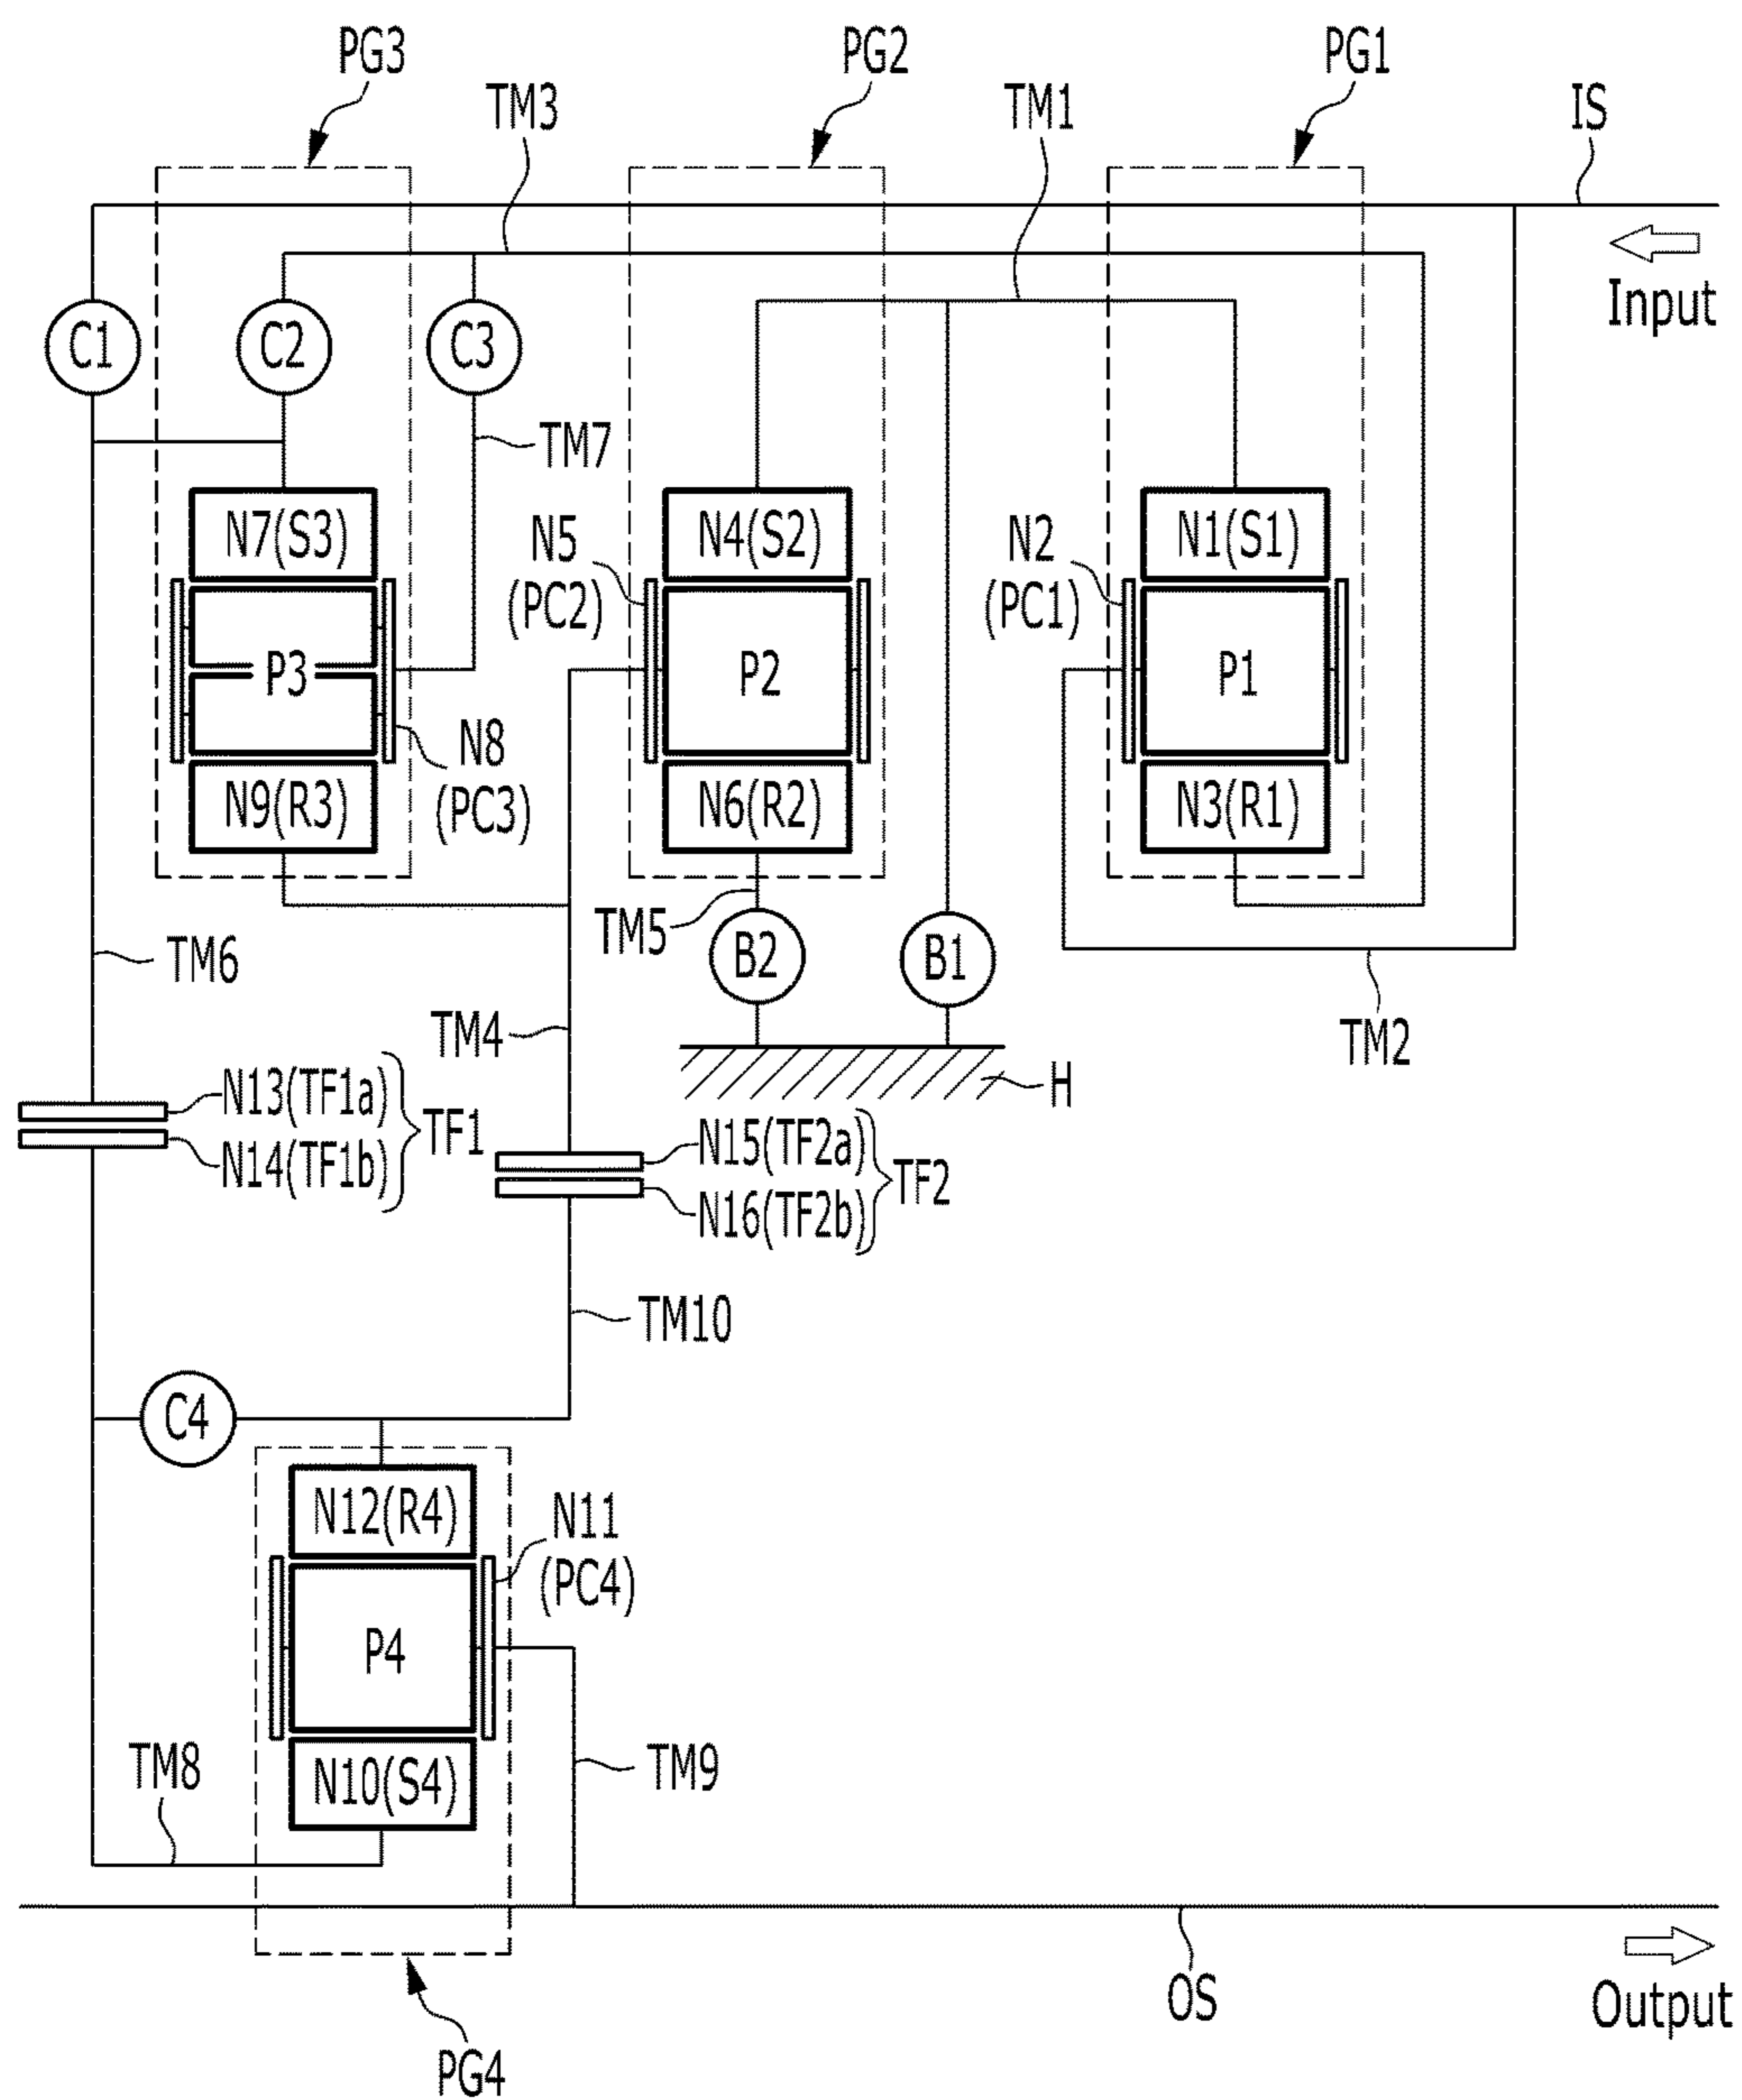 PG3
PG2
PG1
TM3
TM1
IS
Input
C1
C2
C3
TM7
N7(S3)
N5
(PC2)
N4(S2)
N2
(PC1)
N1(S1)
P3
P2
P1
N8
(PC3)
N9(R3)
N6(R2)
N3(R1)
TM5
B2
B1
TM6
TM4
TM2
H
N13(TF1a)
N14(TF1b)
TF1
N15(TF2a)
N16(TF2b)
TF2
TM10
C4
N12(R4)
N11
(PC4)
P4
TM8
N10(S4)
TM9
OS
Output
PG4